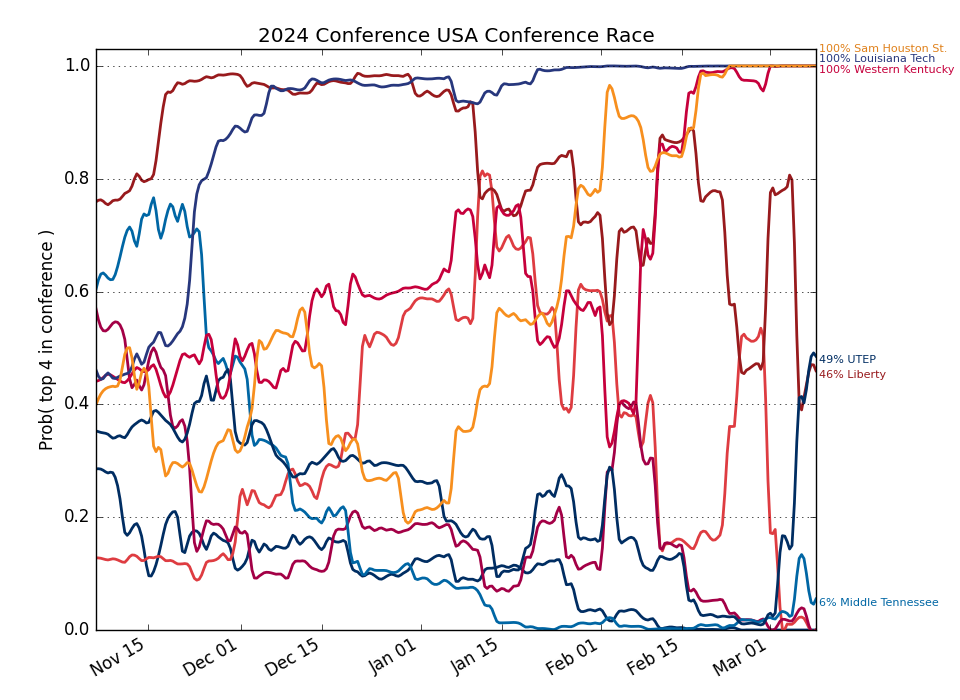 2024 Conference USA Conference Race
Prob( top 4 in conference )
1.0
0.8
0.6
0.4
0.2
0.0
Nov 15
Dec 01
Dec 15
Jan 01
Jan 15
Feb 01
Feb 15
Mar 01
100% Sam Houston St.
100% Louisiana Tech
100% Western Kentucky
49% UTEP
46% Liberty
6% Middle Tennessee